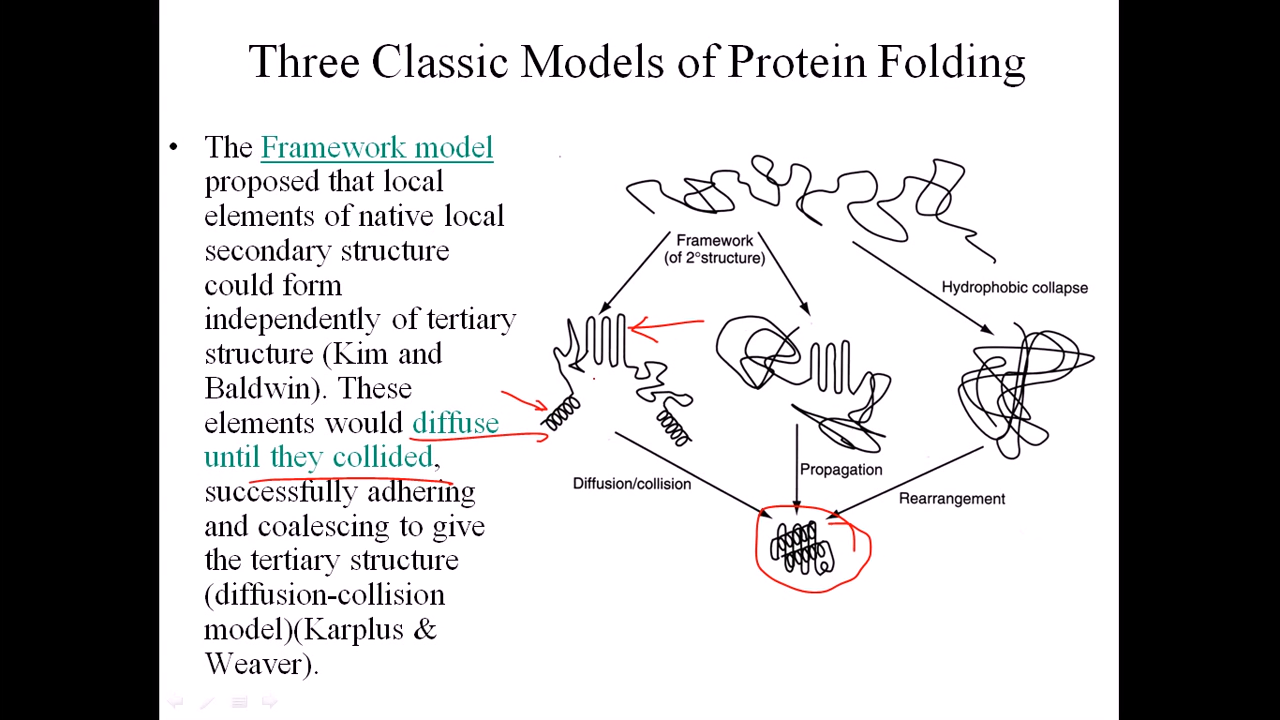 Three Classic Models of Protein Folding
• The Framework model
proposed that local
elements of native local
secondary structure
could form
independently of tertiary
structure (Kim and
Baldwin). These
elements would diffuse
until they collided,
successfully adhering
and coalescing to give
the tertiary structure
(diffusion-collision
model)(Karplus &
Weaver).
Framework
(of 2°structure)
Hydrophobic collapse
Diffusion/collision
Propagation
Rearrangement